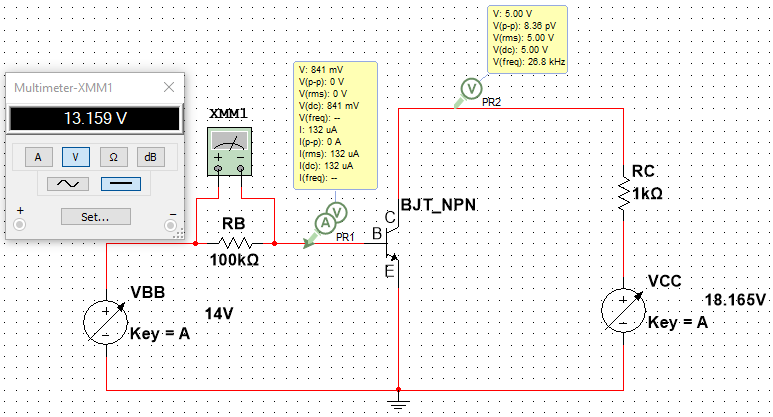 Multimeter-XMM1
13.159 V
A V Ω dB
+ Set... −
XMM1
+ −
V: 841 mV
V(p-p): 0 V
V(rms): 0 V
V(dc): 841 mV
V(freq): --
I: 132 uA
I(p-p): 0 A
I(rms): 132 uA
I(dc): 132 uA
I(freq): --
V: 5.00 V
V(p-p): 8.36 pV
V(rms): 5.00 V
V(dc): 5.00 V
V(freq): 26.8 kHz
V
PR2
A V
PR1
RB
100kΩ
C
B
E
BJT_NPN
RC
1kΩ
VBB
+
−
14V
Key = A
VCC
+
−
18.165V
Key = A